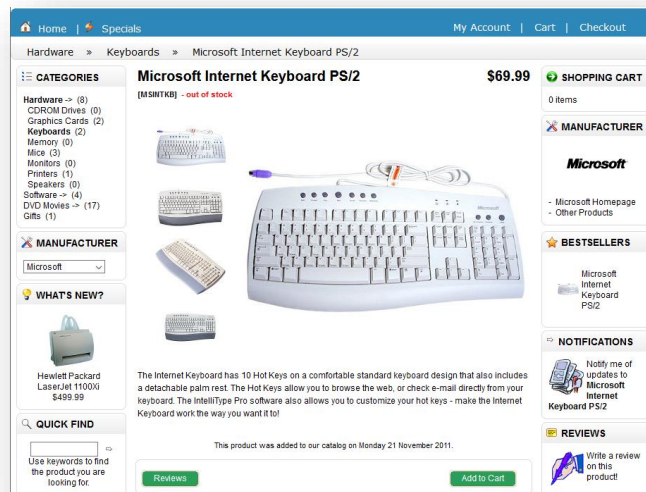 Home | Specials
My Account | Cart | Checkout
Hardware » Keyboards » Microsoft Internet Keyboard PS/2
CATEGORIES
Hardware -> (8)
CDROM Drives (0)
Graphics Cards (2)
Keyboards (2)
Memory (0)
Mice (3)
Monitors (0)
Printers (1)
Speakers (0)
Software -> (4)
DVD Movies -> (17)
Gifts (1)
MANUFACTURER
Microsoft
WHAT'S NEW?
Hewlett Packard
LaserJet 1100Xi
$499.99
QUICK FIND
Use keywords to find
the product you are
looking for.
Microsoft Internet Keyboard PS/2
$69.99
[MSINTKB] - out of stock
Microsoft
The Internet Keyboard has 10 Hot Keys on a comfortable standard keyboard design that also includes
a detachable palm rest. The Hot Keys allow you to browse the web, or check e-mail directly from your
keyboard. The IntelliType Pro software also allows you to customize your hot keys - make the Internet
Keyboard work the way you want it to!
This product was added to our catalog on Monday 21 November 2011.
Reviews
Add to Cart
SHOPPING CART
0 items
MANUFACTURER
Microsoft
- Microsoft Homepage
- Other Products
BESTSELLERS
Microsoft
Internet
Keyboard
PS/2
NOTIFICATIONS
Notify me of
updates to
Microsoft
Internet
Keyboard PS/2
REVIEWS
Write a review
on this
product!